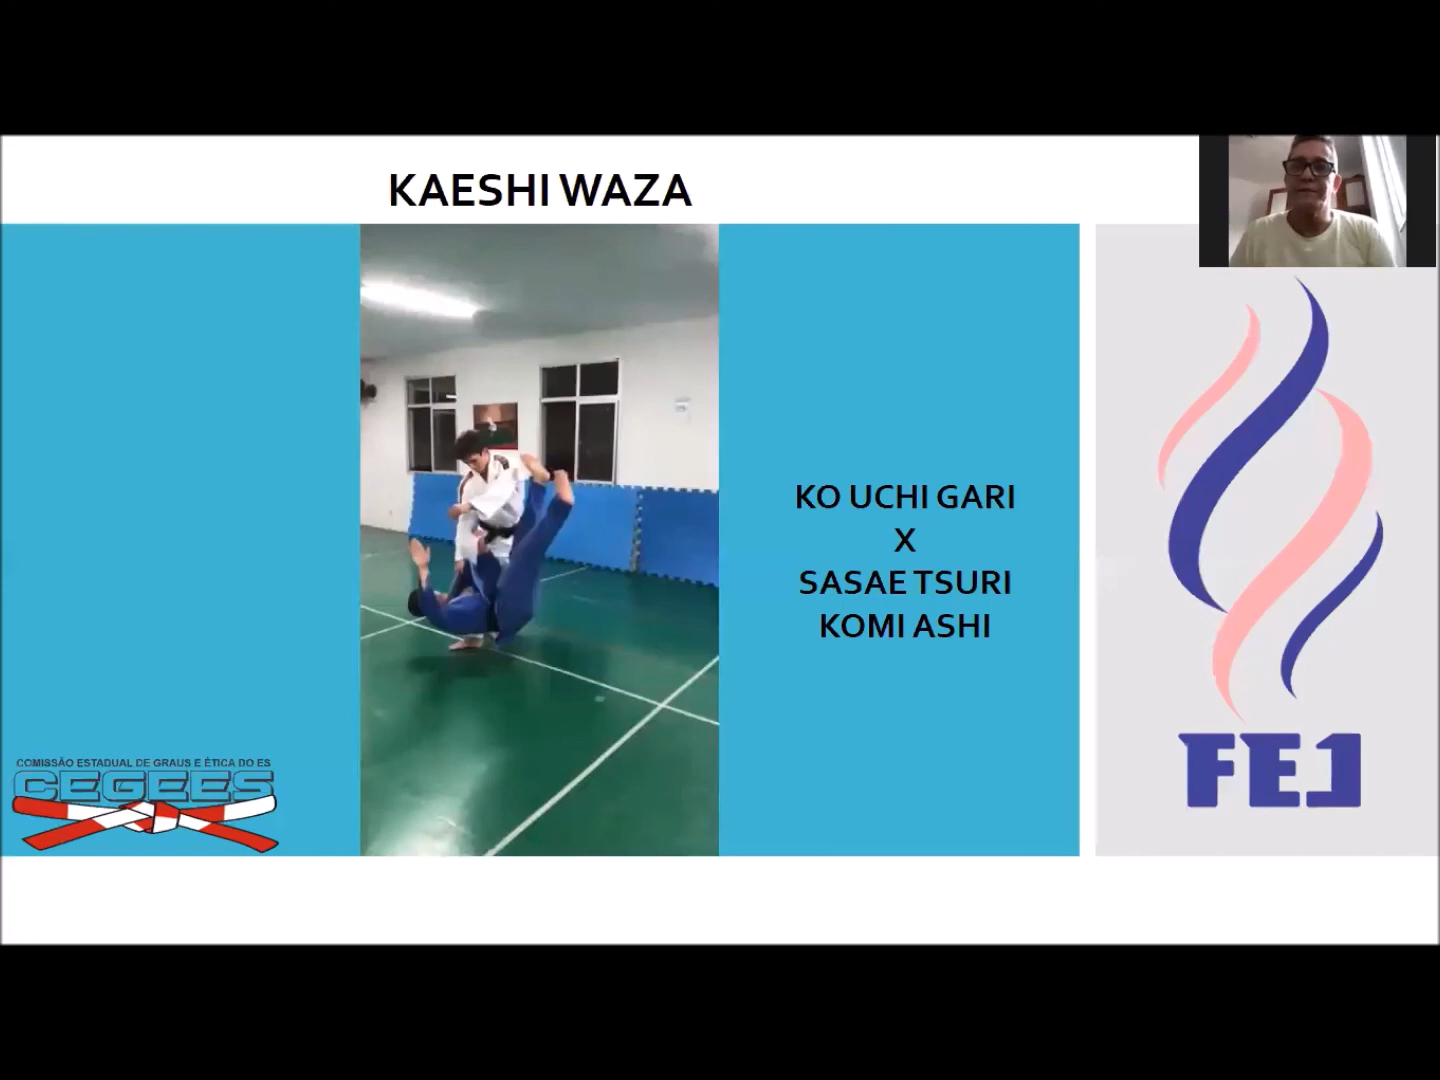 KAESHI WAZA
KO UCHI GARI
X
SASAE TSURI
KOMI ASHI
COMISSÃO ESTADUAL DE GRAUS E ÉTICA DO ES
CEGEES
FEJ